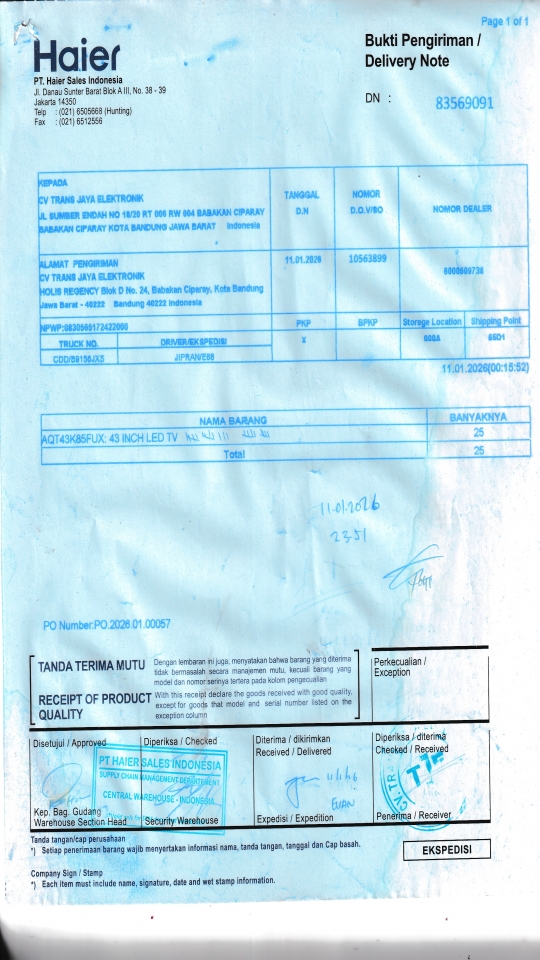 Page 1 of 1
Haier
Bukti Pengiriman /
Delivery Note
PT. Haier Sales Indonesia
Jl. Danau Sunter Barat Blok A III, No. 38 - 39
Jakarta 14350
Telp : (021) 6505668 (Hunting)
Fax : (021) 6512556
DN : 83569091
KEPADA
CV TRANS JAYA ELEKTRONIK
JL SUMBER ENDAH NO 18/20 RT 006 RW 004 BABAKAN CIPARAY
BABAKAN CIPARAY KOTA BANDUNG JAWA BARAT Indonesia
TANGGAL D.N
NOMOR D.O.V/SO
NOMOR DEALER
ALAMAT PENGIRIMAN
CV TRANS JAYA ELEKTRONIK
HOLIS REGENCY Blok D No. 24, Babakan Ciparay, Kota Bandung
Jawa Barat - 40222 Bandung 40222 Indonesia
11.01.2026 10563899
NPWP: PKP BPKP Storege Location Shipping Point
TRUCK NO. DRIVER/EKSPEDISI X
JIPRAN/E68
11.01.2026(00:15:52)
NAMA BARANG BANYAKNYA
AQT43K85FUX: 43 INCH LED TV 25
Total 25
11.01.2026
23.51
PO Number:PO.2026.01.00057
TANDA TERIMA MUTU
Dengan lembaran ini juga, menyatakan bahwa barang yang diterima
tidak bermasalah secara manajemen mutu, kecuali barang yang
model dan nomor serinya tertera pada kolom pengecualian
RECEIPT OF PRODUCT QUALITY
With this receipt declare the goods received with good quality,
except for goods that model and serial number listed on the
exception column
Perkecualian /
Exception
Disetujui / Approved
Diperiksa / Checked
Diterima / dikirimkan
Received / Delivered
Diperiksa / diterima
Checked / Received
PT HAIER SALES INDONESIA
SUPPLY CHAIN MANAGEMENT DEPARTEMENT
CENTRAL WAREHOUSE - INDONESIA
EVAN
Kep. Bag. Gudang
Warehouse Section Head
Security Warehouse
Expedisi / Expedition
Penerima / Receiver
Tanda tangan/cap perusahaan
*) Setiap penerimaan barang wajib menyertakan informasi nama, tanda tangan, tanggal dan Cap basah.
EKSPEDISI
Company Sign / Stamp
*) Each item must include name, signature, date and wet stamp information.